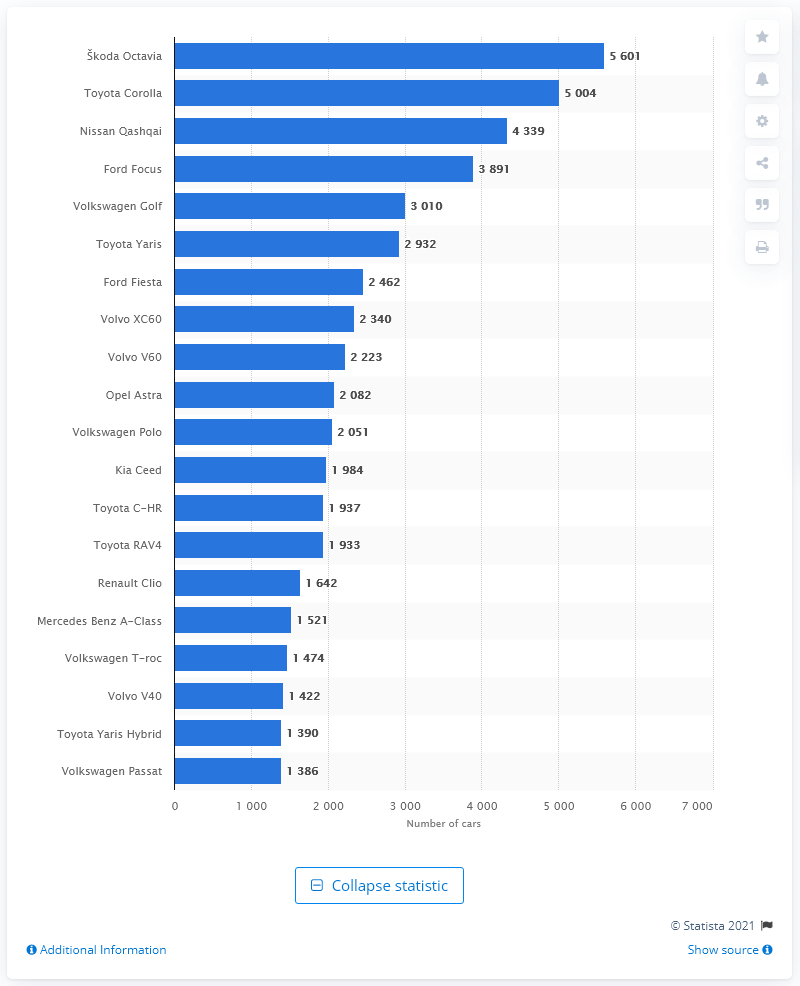 Škoda Octavia 5 601
Toyota Corolla 5 004
Nissan Qashqai 4 339
Ford Focus 3 891
Volkswagen Golf 3 010
Toyota Yaris 2 932
Ford Fiesta 2 462
Volvo XC60 2 340
Volvo V60 2 223
Opel Astra 2 082
Volkswagen Polo 2 051
Kia Ceed 1 984
Toyota C-HR 1 937
Toyota RAV4 1 933
Renault Clio 1 642
Mercedes Benz A-Class 1 521
Volkswagen T-roc 1 474
Volvo V40 1 422
Toyota Yaris Hybrid 1 390
Volkswagen Passat 1 386
0 1 000 2 000 3 000 4 000 5 000 6 000 7 000
Number of cars
Collapse statistic
© Statista 2021
Additional Information Show source